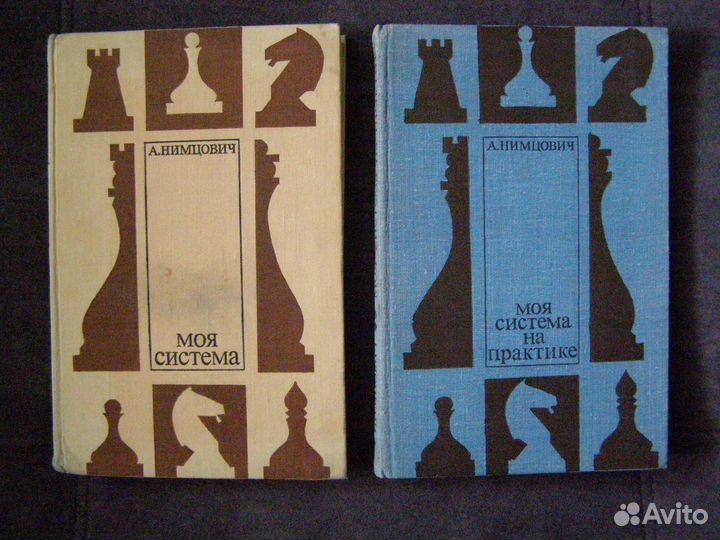 А.НИМЦОВИЧ
МОЯ
СИСТЕМА
А.НИМЦОВИЧ
МОЯ
СИСТЕМА
НА
ПРАКТИКЕ
Avito